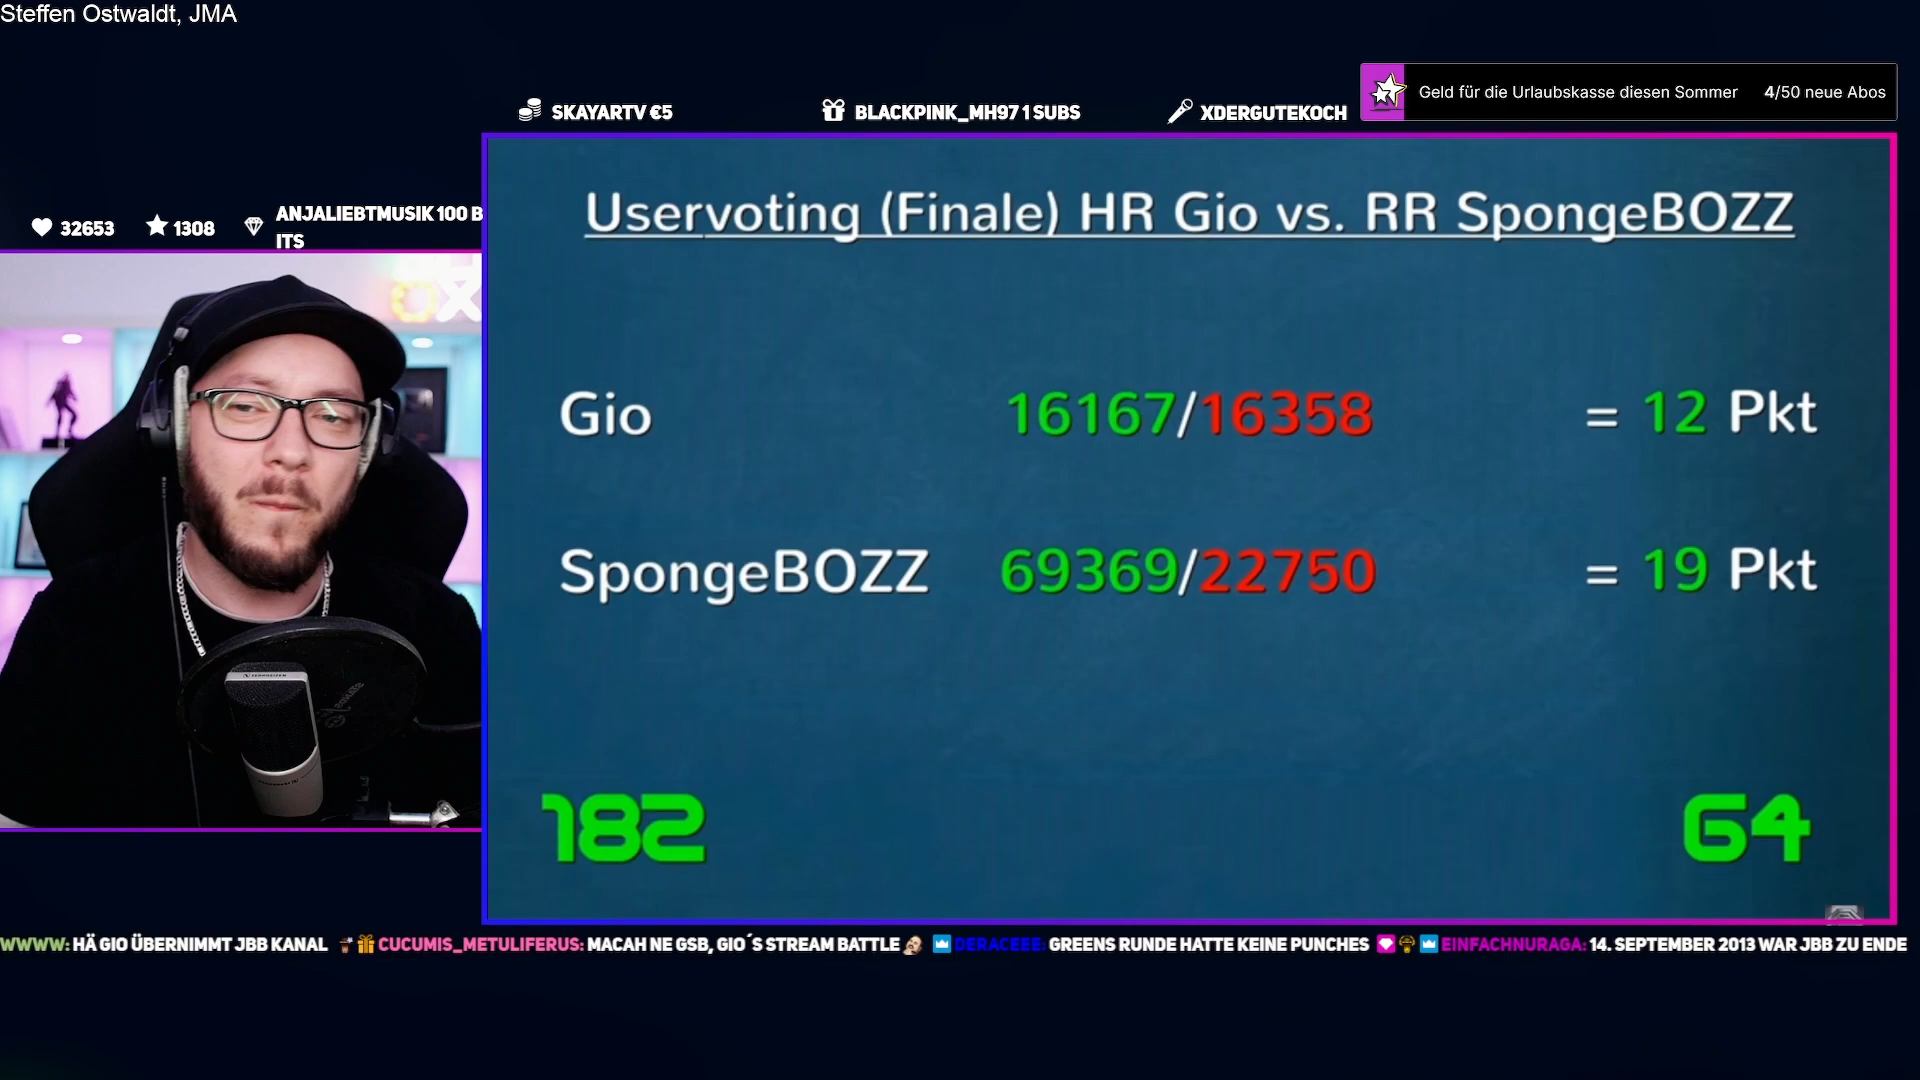 Steffen Ostwaldt, JMA
Geld für die Urlaubskasse diesen Sommer 4/50 neue Abos
SKAYARTV €5
BLACKPINK_MH97 1 SUBS
XDERGUTEKOCH
32653
1308
ANJALIEBTMUSIK 100 B
ITS
Uservoting (Finale) HR Gio vs. RR SpongeBOZZ
Gio 16167/16358 = 12 Pkt
SpongeBOZZ 69369/22750 = 19 Pkt
182
64
WWWW: HÄ GIO ÜBERNIMMT JBB KANAL CUCUMIS_METULIFERUS: MACAH NE GSB, GIO´S STREAM BATTLE DERACEEE: GREENS RUNDE HATTE KEINE PUNCHES EINFACHNURAGA: 14. SEPTEMBER 2013 WAR JBB ZU ENDE